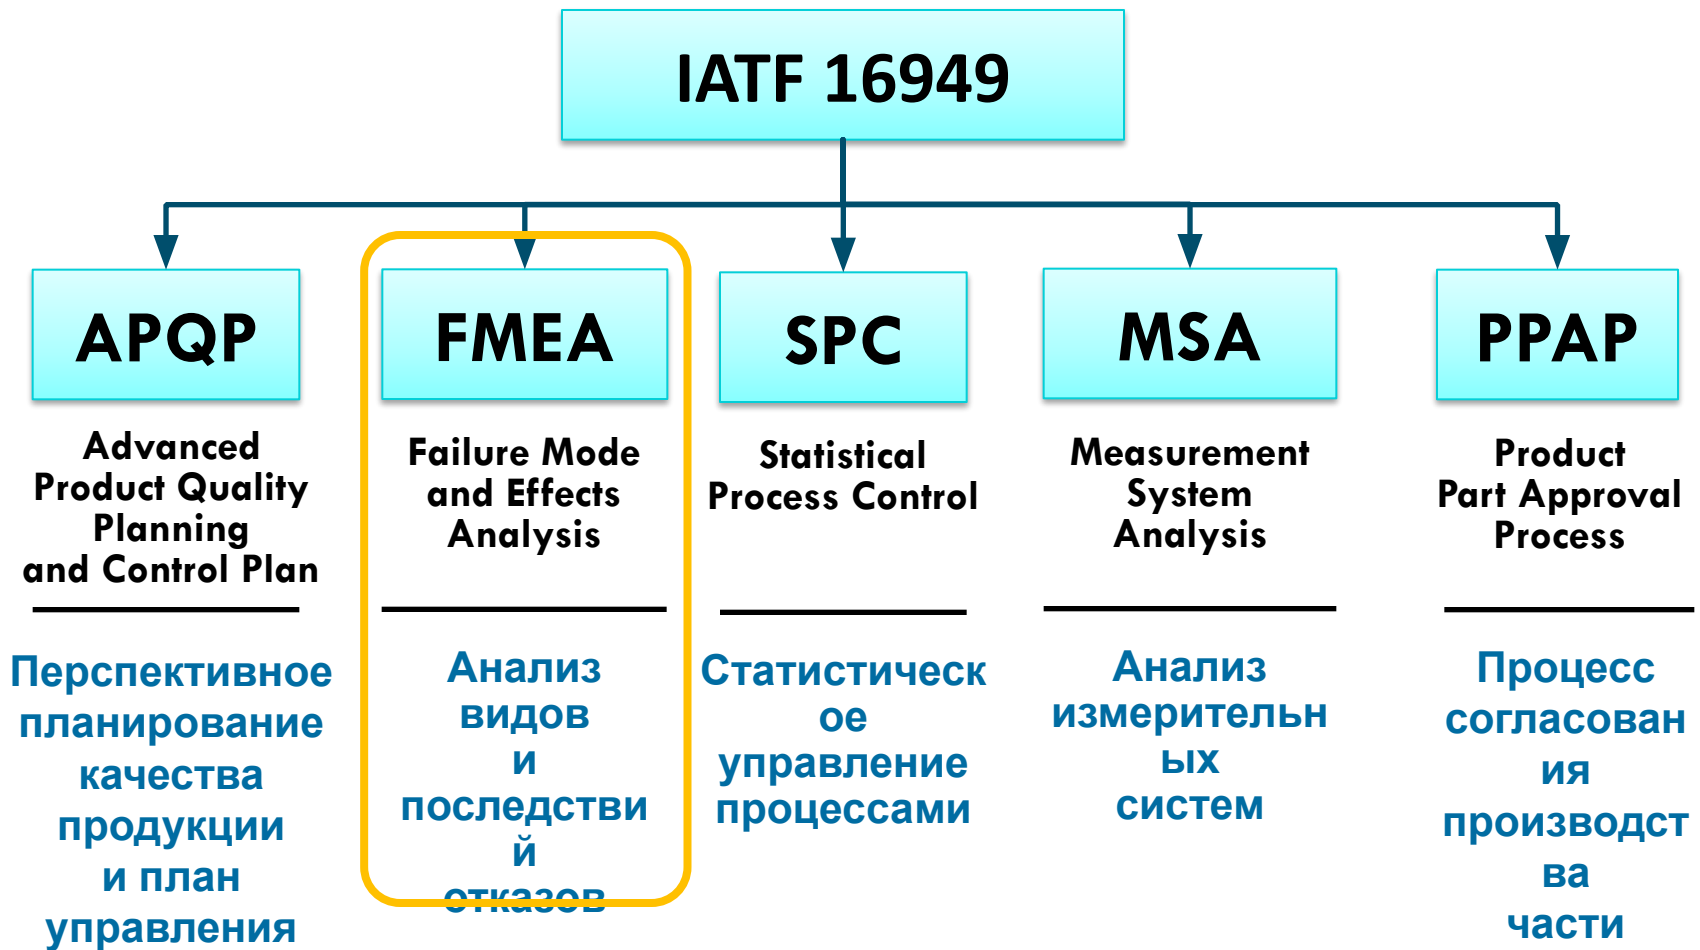 IATF 16949
APQP
Advanced
Product Quality
Planning
and Control Plan
Перспективное
планирование
качества
продукции
и план
управления
FMEA
Failure Mode
and Effects
Analysis
Анализ
видов
и
последстви
й
отказов
SPC
Statistical
Process Control
Статистическ
ое
управление
процессами
MSA
Measurement
System
Analysis
Анализ
измерительн
ых
систем
PPAP
Product
Part Approval
Process
Процесс
согласован
ия
производст
ва
части